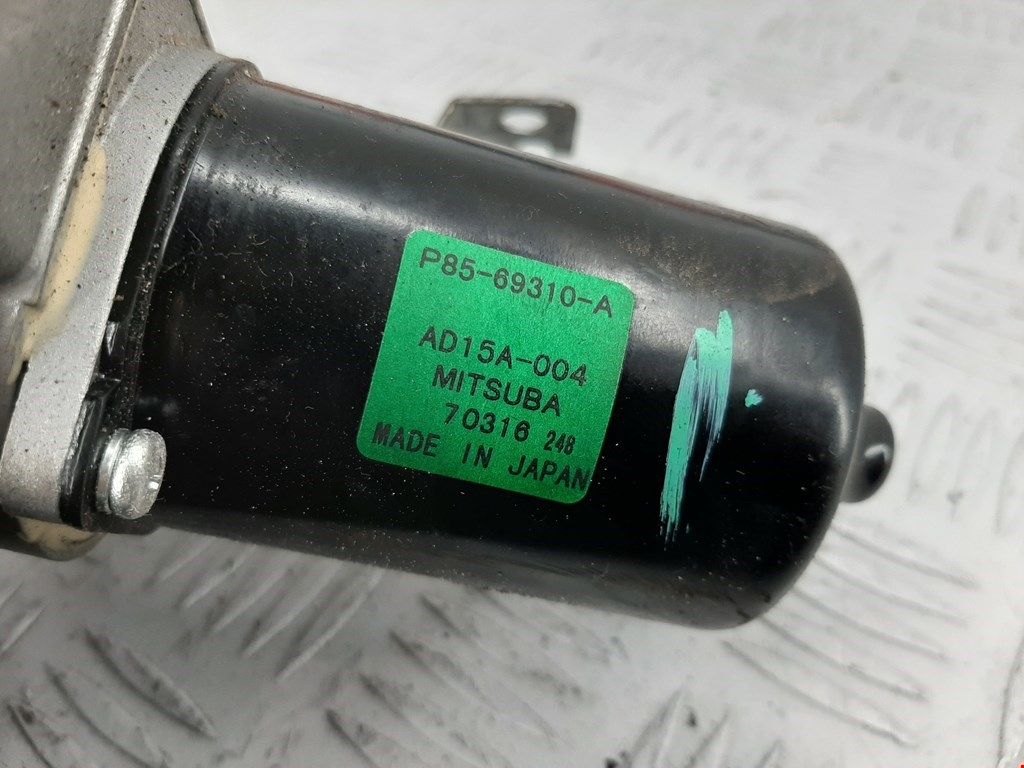 P85-69310-A
AD15A-004
MITSUBA
70316 248
MADE IN JAPAN